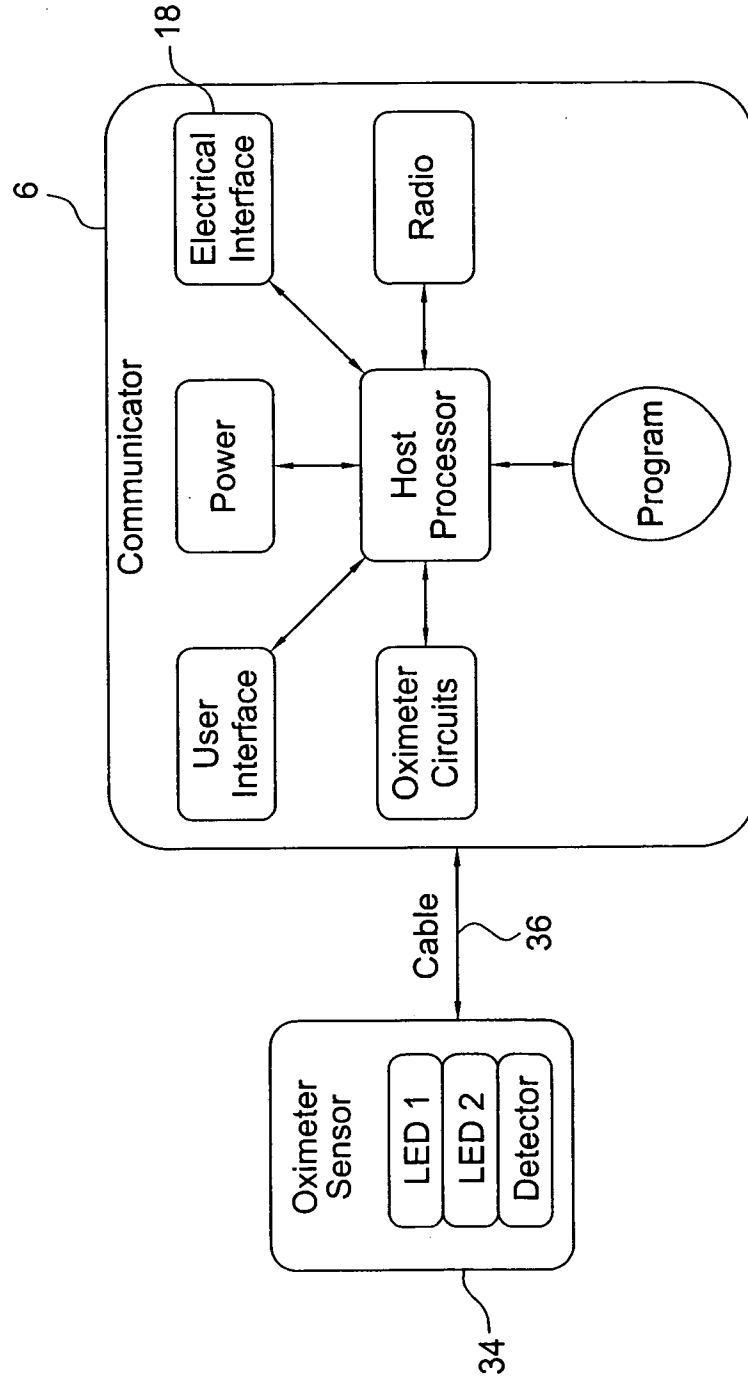 6
Communicator
18
User
Interface
Power
Electrical
Interface
Oximeter
Circuits
Host
Processor
Radio
Program
Cable
36
Oximeter
Sensor
LED 1
LED 2
Detector
34